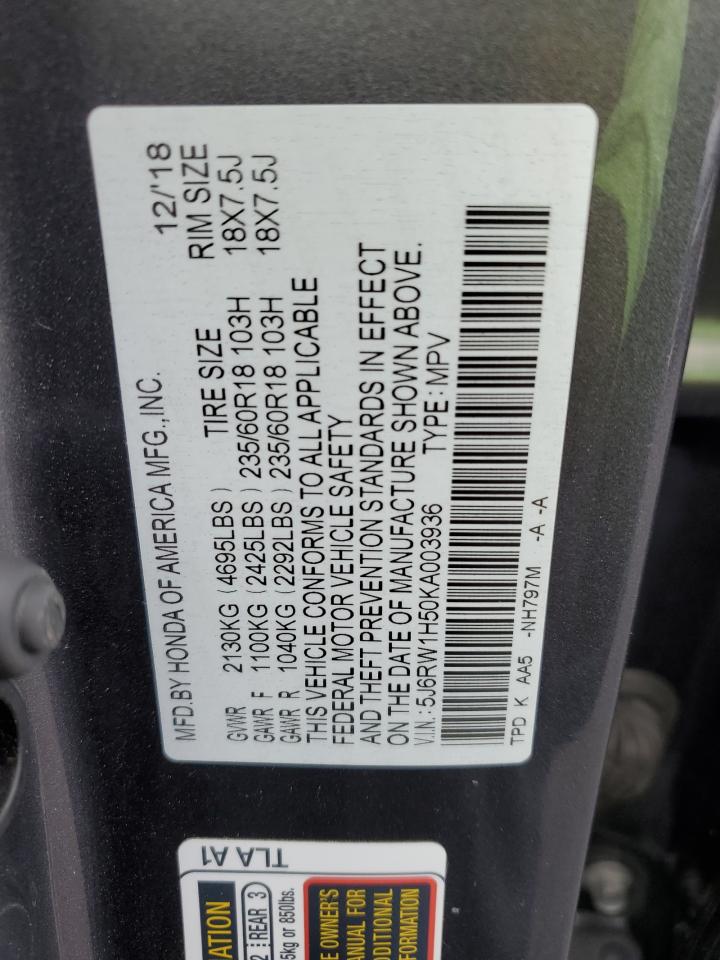 MFD.BY HONDA OF AMERICA MFG.,INC. 12/'18
TIRE SIZE RIM SIZE
GVWR 2130KG (4695LBS)
GAWR F 1100KG (2425LBS) 235/60R18 103H 18X7.5J
GAWR R 1040KG (2292LBS) 235/60R18 103H 18X7.5J
THIS VEHICLE CONFORMS TO ALL APPLICABLE
FEDERAL MOTOR VEHICLE SAFETY
AND THEFT PREVENTION STANDARDS IN EFFECT
ON THE DATE OF MANUFACTURE SHOWN ABOVE.
V.I.N.: 5J6RW1H50KA003936 TYPE: MPV
TPD K AA5 -NH797M -A -A
TLA A1
ATION
2 REAR 3
5kg or 850lbs.
E OWNER'S
ANUAL FOR
DDITIONAL
FORMATION